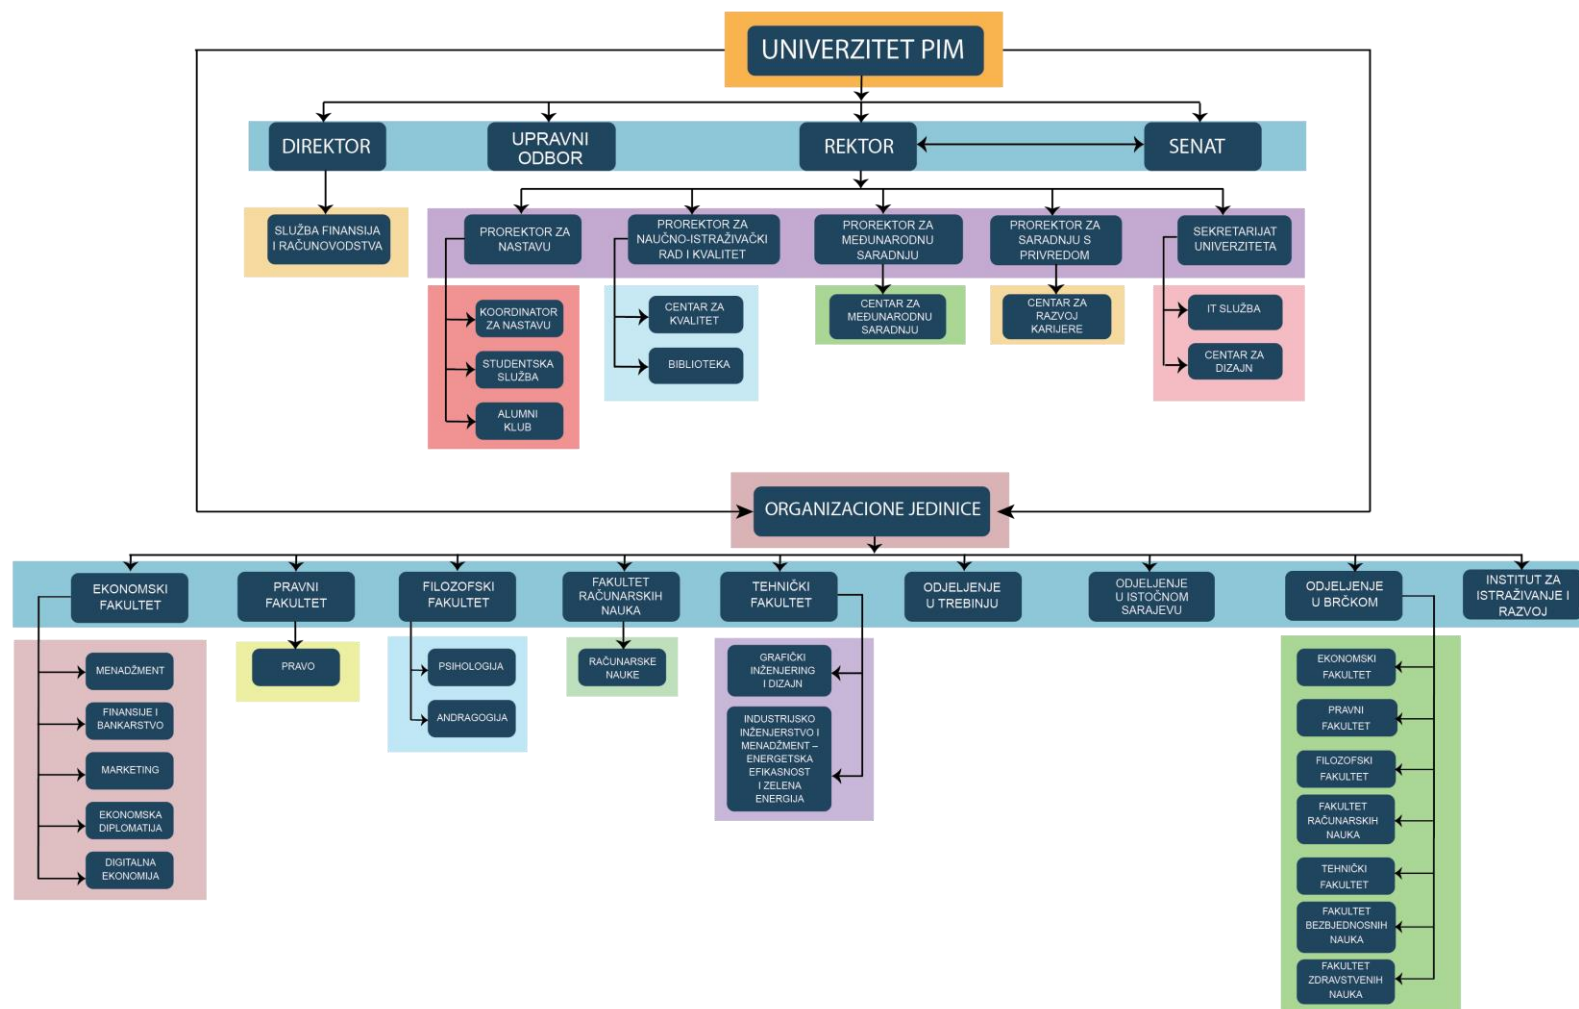 UNIVERZITET PIM
DIREKTOR
UPRAVNI
ODBOR
REKTOR
SENAT
SLUŽBA FINANSIJA
I RAČUNOVODSTVA
PROREKTOR ZA
NASTAVU
PROREKTOR ZA
NAUČNO-ISTRAŽIVAČKI
RAD I KVALITET
PROREKTOR ZA
MEĐUNARODNU
SARADNJU
PROREKTOR ZA
SARADNJU S
PRIVREDOM
SEKRETARIJAT
UNIVERZITETA
KOORDINATOR
ZA NASTAVU
STUDENTSKA
SLUŽBA
ALUMNI
KLUB
CENTAR ZA
KVALITET
BIBLIOTEKA
CENTAR ZA
MEĐUNARODNU
SARADNJU
CENTAR ZA
RAZVOJ
KARIJERE
IT SLUŽBA
CENTAR ZA
DIZAJN
ORGANIZACIONE JEDINICE
EKONOMSKI
FAKULTET
PRAVNI
FAKULTET
FILOZOFSKI
FAKULTET
FAKULTET
RAČUNARSKIH
NAUKA
TEHNIČKI
FAKULTET
ODJELJENJE
U TREBINJU
ODJELJENJE
U ISTOČNOM
SARAJEVU
ODJELJENJE
U BRČKOM
INSTITUT ZA
ISTRAŽIVANJE I
RAZVOJ
MENADŽMENT
FINANSIJE I
BANKARSTVO
MARKETING
EKONOMSKA
DIPLOMATIJA
DIGITALNA
EKONOMIJA
PRAVO
PSIHOLOGIJA
ANDRAGOGIJA
RAČUNARSKE
NAUKE
GRAFIČKI
INŽENJERING
I DIZAJN
INDUSTRIJSKO
INŽENJERSTVO I
MENADŽMENT –
ENERGETSKA
EFIKASNOST
I ZELENA
ENERGIJA
EKONOMSKI
FAKULTET
PRAVNI
FAKULTET
FILOZOFSKI
FAKULTET
FAKULTET
RAČUNARSKIH
NAUKA
TEHNIČKI
FAKULTET
FAKULTET
BEZBJEDNOSNIH
NAUKA
FAKULTET
ZDRAVSTVENIH
NAUKA